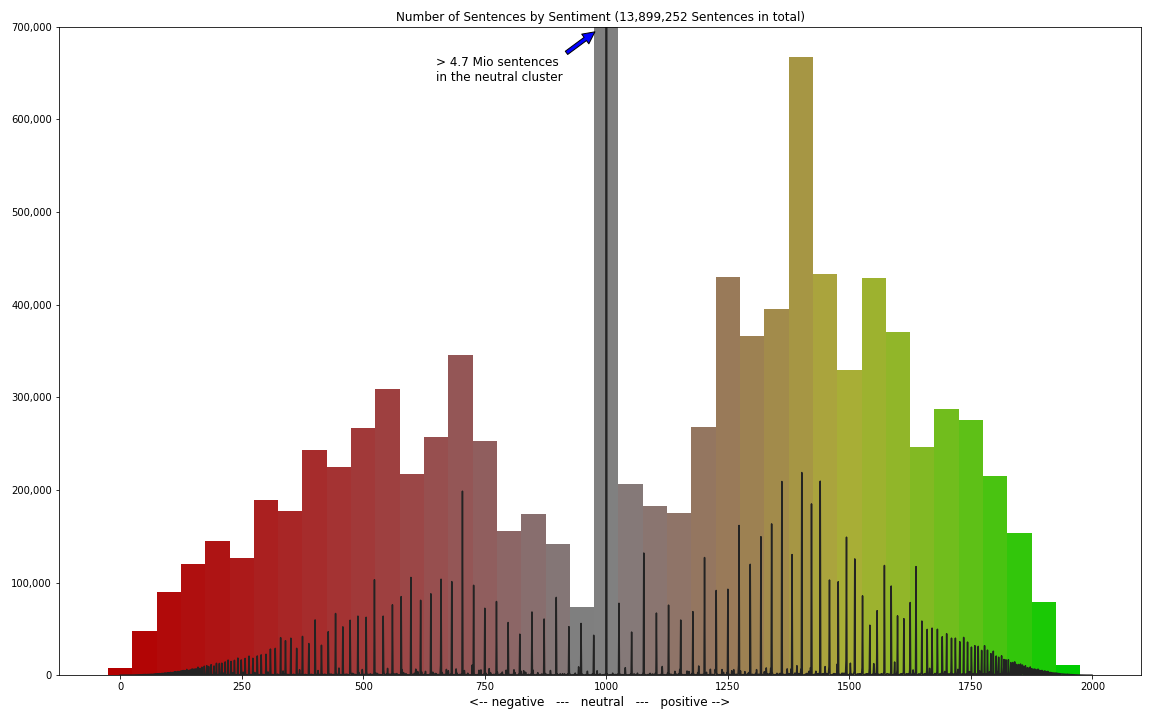 Number of Sentences by Sentiment (13,899,252 Sentences in total)
700,000
> 4.7 Mio sentences
in the neutral cluster
600,000
500,000
400,000
300,000
200,000
100,000
0
0 250 500 750 1000 1250 1500 1750 2000
<-- negative --- neutral --- positive -->